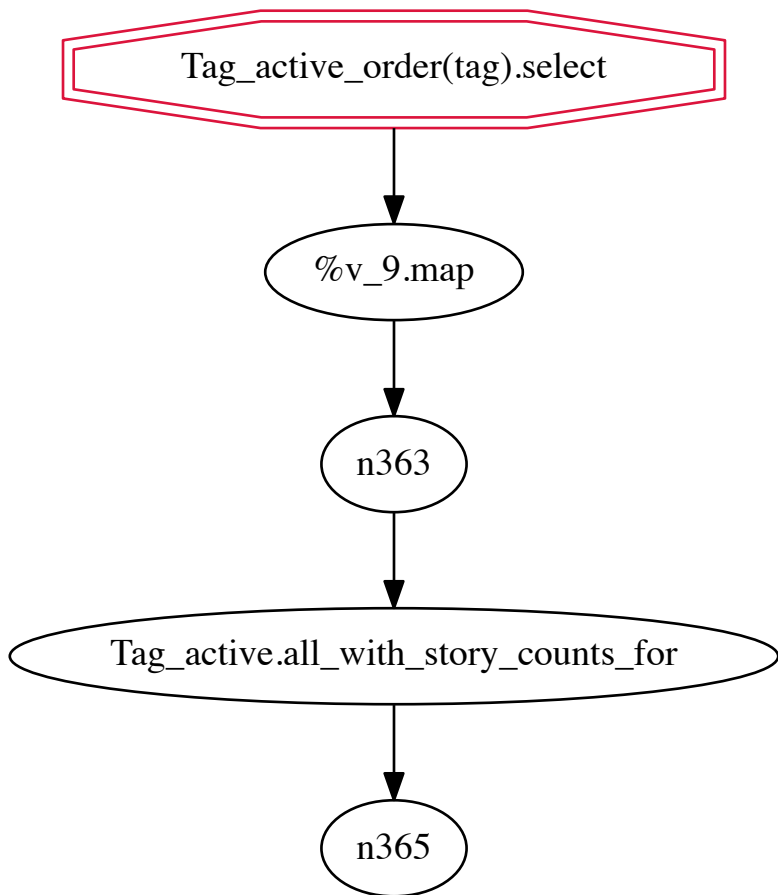 Tag_active_order(tag).select
%v_9.map
n363
Tag_active.all_with_story_counts_for
n365